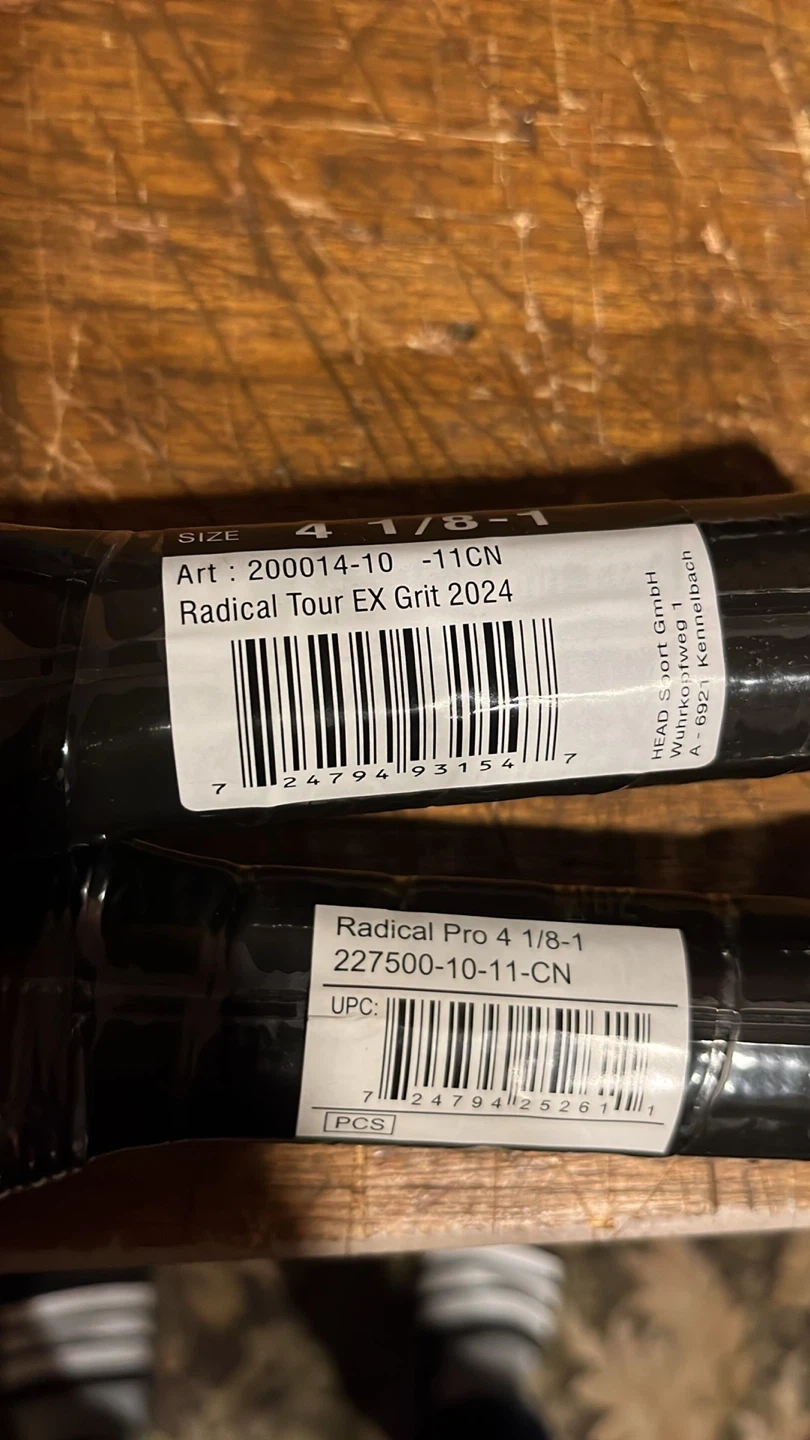 SIZE 4 1/8-1
Art : 200014-10 -11CN
Radical Tour EX Grit 2024
7 24794 93154 7
HEAD Sport GmbH
Wuhrkopfweg 1
A - 6921 Kennelbach
Radical Pro 4 1/8-1
227500-10-11-CN
UPC:
7 24794 25261 1
PCS